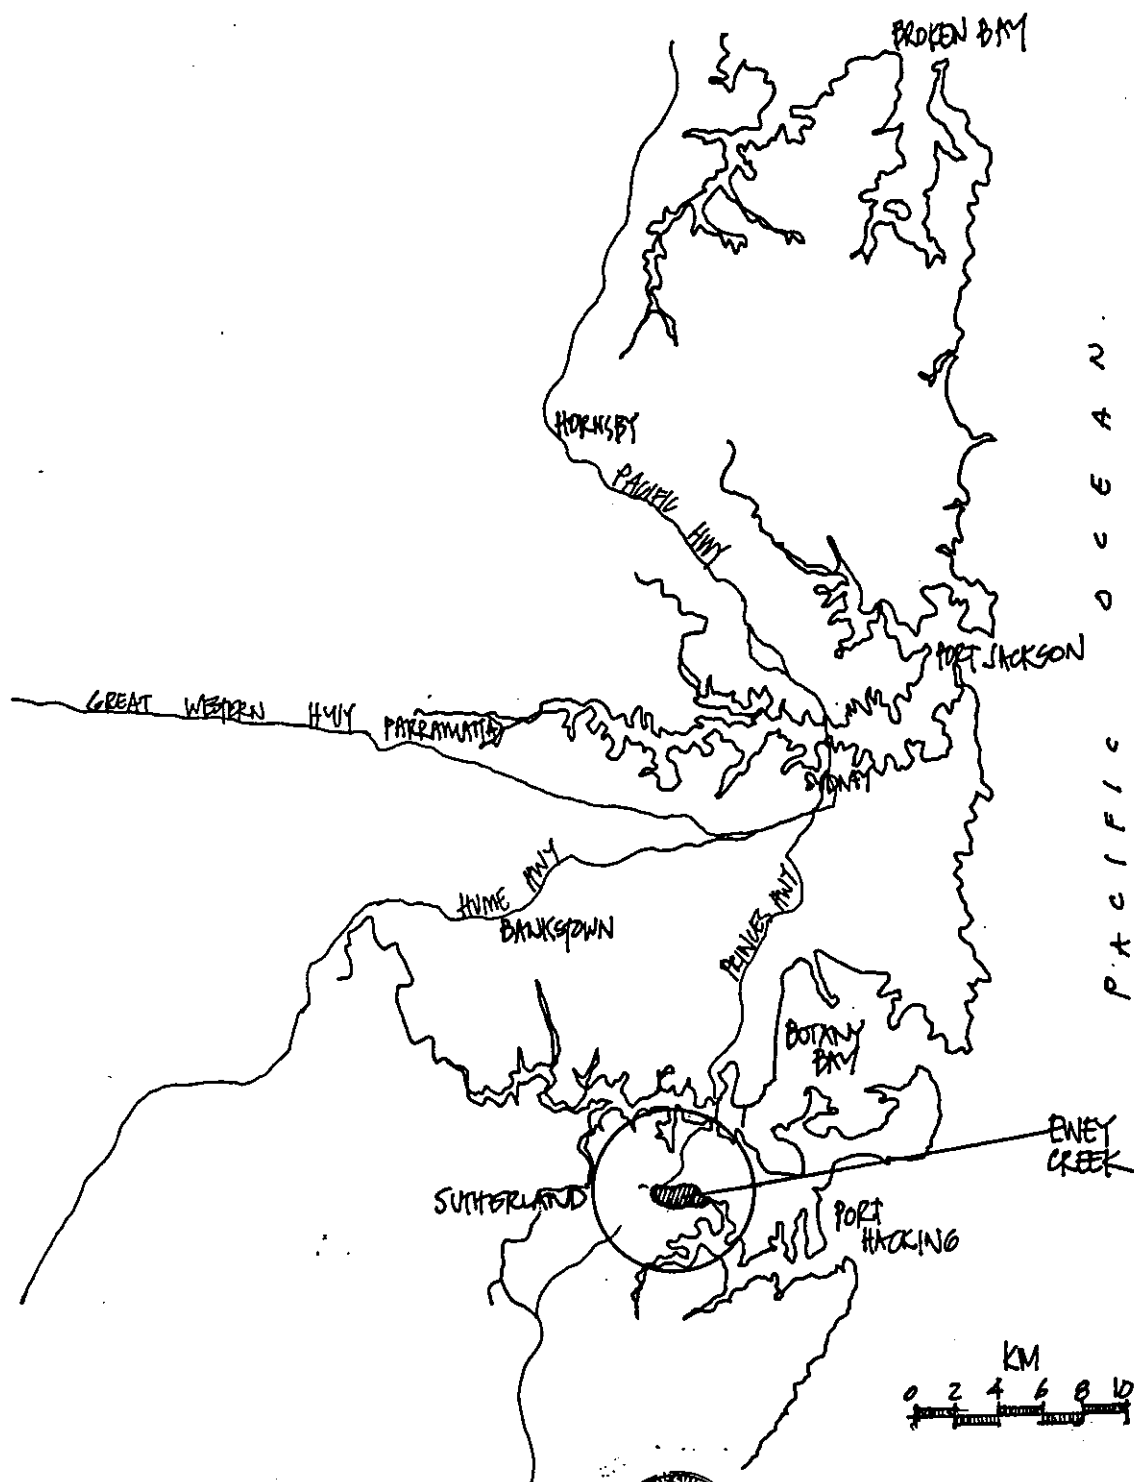 BROKEN BAY
HORNSBY
PACIFIC HWY
PACIFIC OCEAN
PORT JACKSON
GREAT WESTERN HWY
PARRAMATTA
SYDNEY
HUME HWY
BANKSTOWN
PRINCES HWY
BOTANY
BAY
EWEY
CREEK
SUTHERLAND
PORT
HACKING
KM
0 2 4 6 8 10